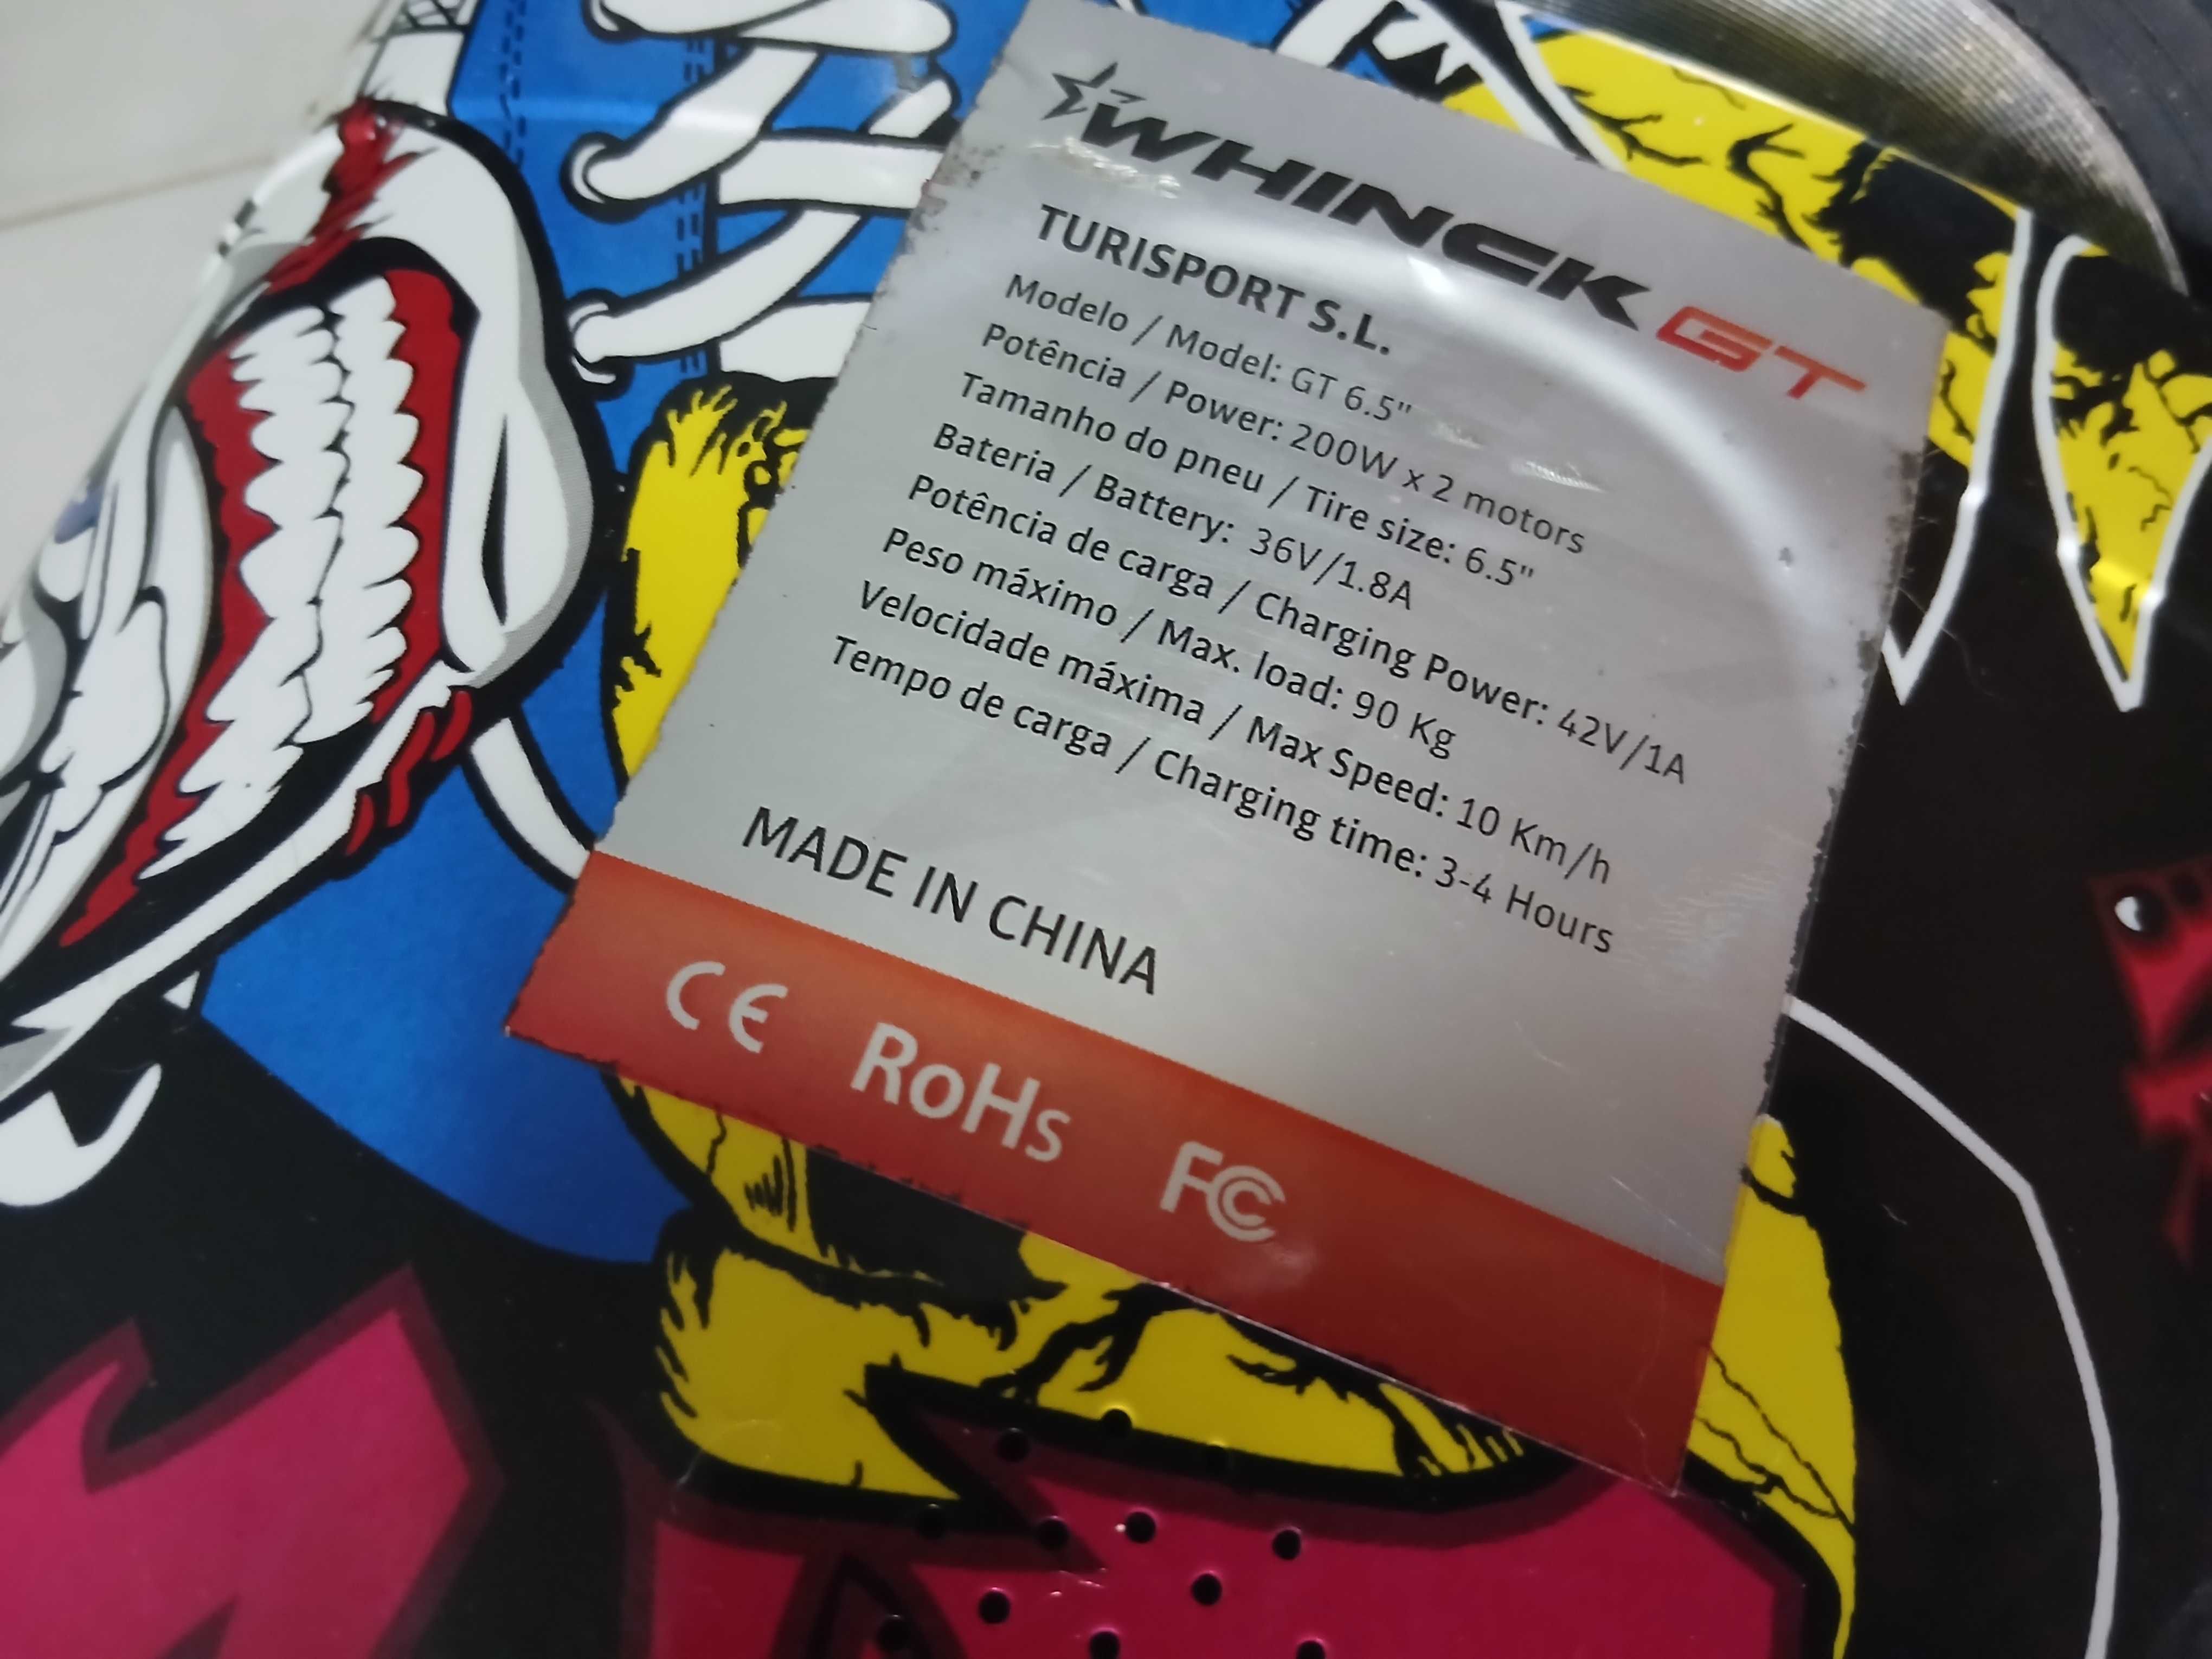 WHINCK GT
TURISPORT S.L.
Modelo / Model: GT 6.5"
Potência / Power: 200W x 2 motors
Tamanho do pneu / Tire size: 6.5"
Bateria / Battery: 36V/1.8A
Potência de carga / Charging Power: 42V/1A
Peso máximo / Max. load: 90 Kg
Velocidade máxima / Max Speed: 10 Km/h
Tempo de carga / Charging time: 3-4 Hours
MADE IN CHINA
CE RoHs FC